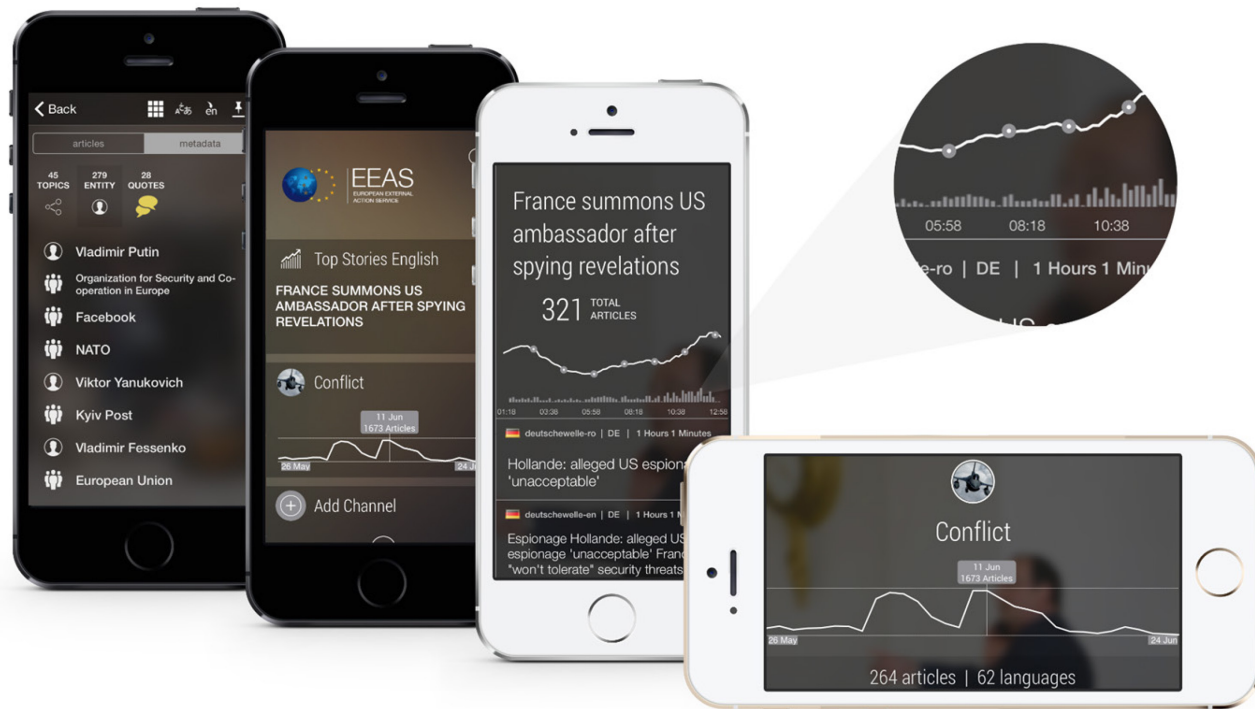 Back
en
articles
metadata
45
TOPICS
279
ENTITY
28
QUOTES
Vladimir Putin
Organization for Security and Co-
operation in Europe
Facebook
NATO
Viktor Yanukovich
Kyiv Post
Vladimir Fessenko
European Union
EEAS
EUROPEAN EXTERNAL
ACTION SERVICE
Top Stories English
FRANCE SUMMONS US
AMBASSADOR AFTER SPYING
REVELATIONS
Conflict
11 Jun
1673 Articles
26 May
24 Ju
Add Channel
France summons US
ambassador after
spying revelations
321 TOTAL
ARTICLES
01:18 03:38 05:58 08:18 10:38 12:58
deutschewelle-ro | DE | 1 Hours 1 Minutes
Hollande: alleged US espion
'unacceptable'
deutschewelle-en | DE | 1 Hours 1 M
Espionage Hollande: alleged US
espionage 'unacceptable' Fran
"won't tolerate" security threats
05:58 08:18 10:38
e-ro | DE | 1 Hours 1 Minu
US
Conflict
11 Jun
1673 Articles
26 May
24 Jun
264 articles | 62 languages